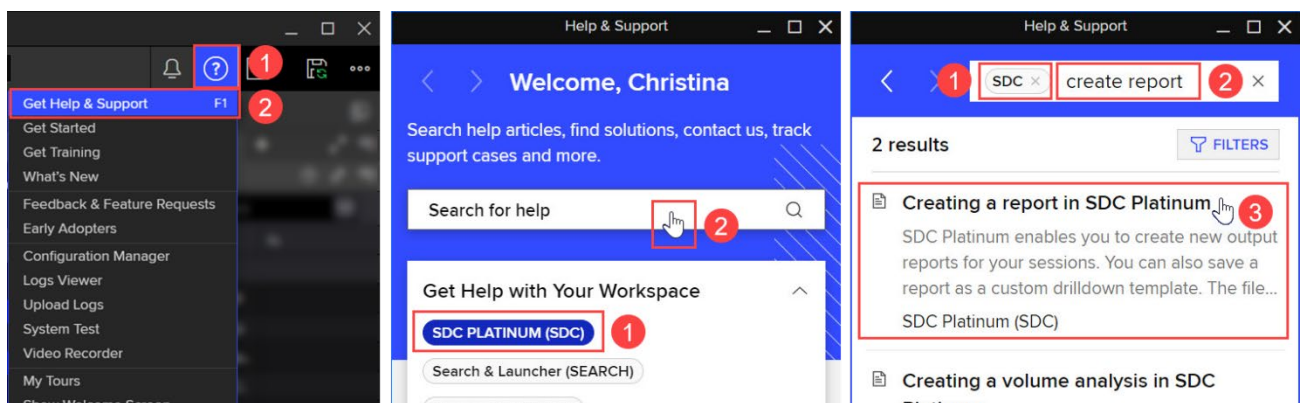 1
Get Help & Support F1
2
Get Started
Get Training
What's New
Feedback & Feature Requests
Early Adopters
Configuration Manager
Logs Viewer
Upload Logs
System Test
Video Recorder
My Tours
Show Welcome Screen
Help & Support
Welcome, Christina
Search help articles, find solutions, contact us, track
support cases and more.
Search for help
2
Get Help with Your Workspace
SDC PLATINUM (SDC) 1
Search & Launcher (SEARCH)
Help & Support
1 SDC × create report 2 ×
2 results FILTERS
Creating a report in SDC Platinum 3
SDC Platinum enables you to create new output
reports for your sessions. You can also save a
report as a custom drilldown template. The file...
SDC Platinum (SDC)
Creating a volume analysis in SDC